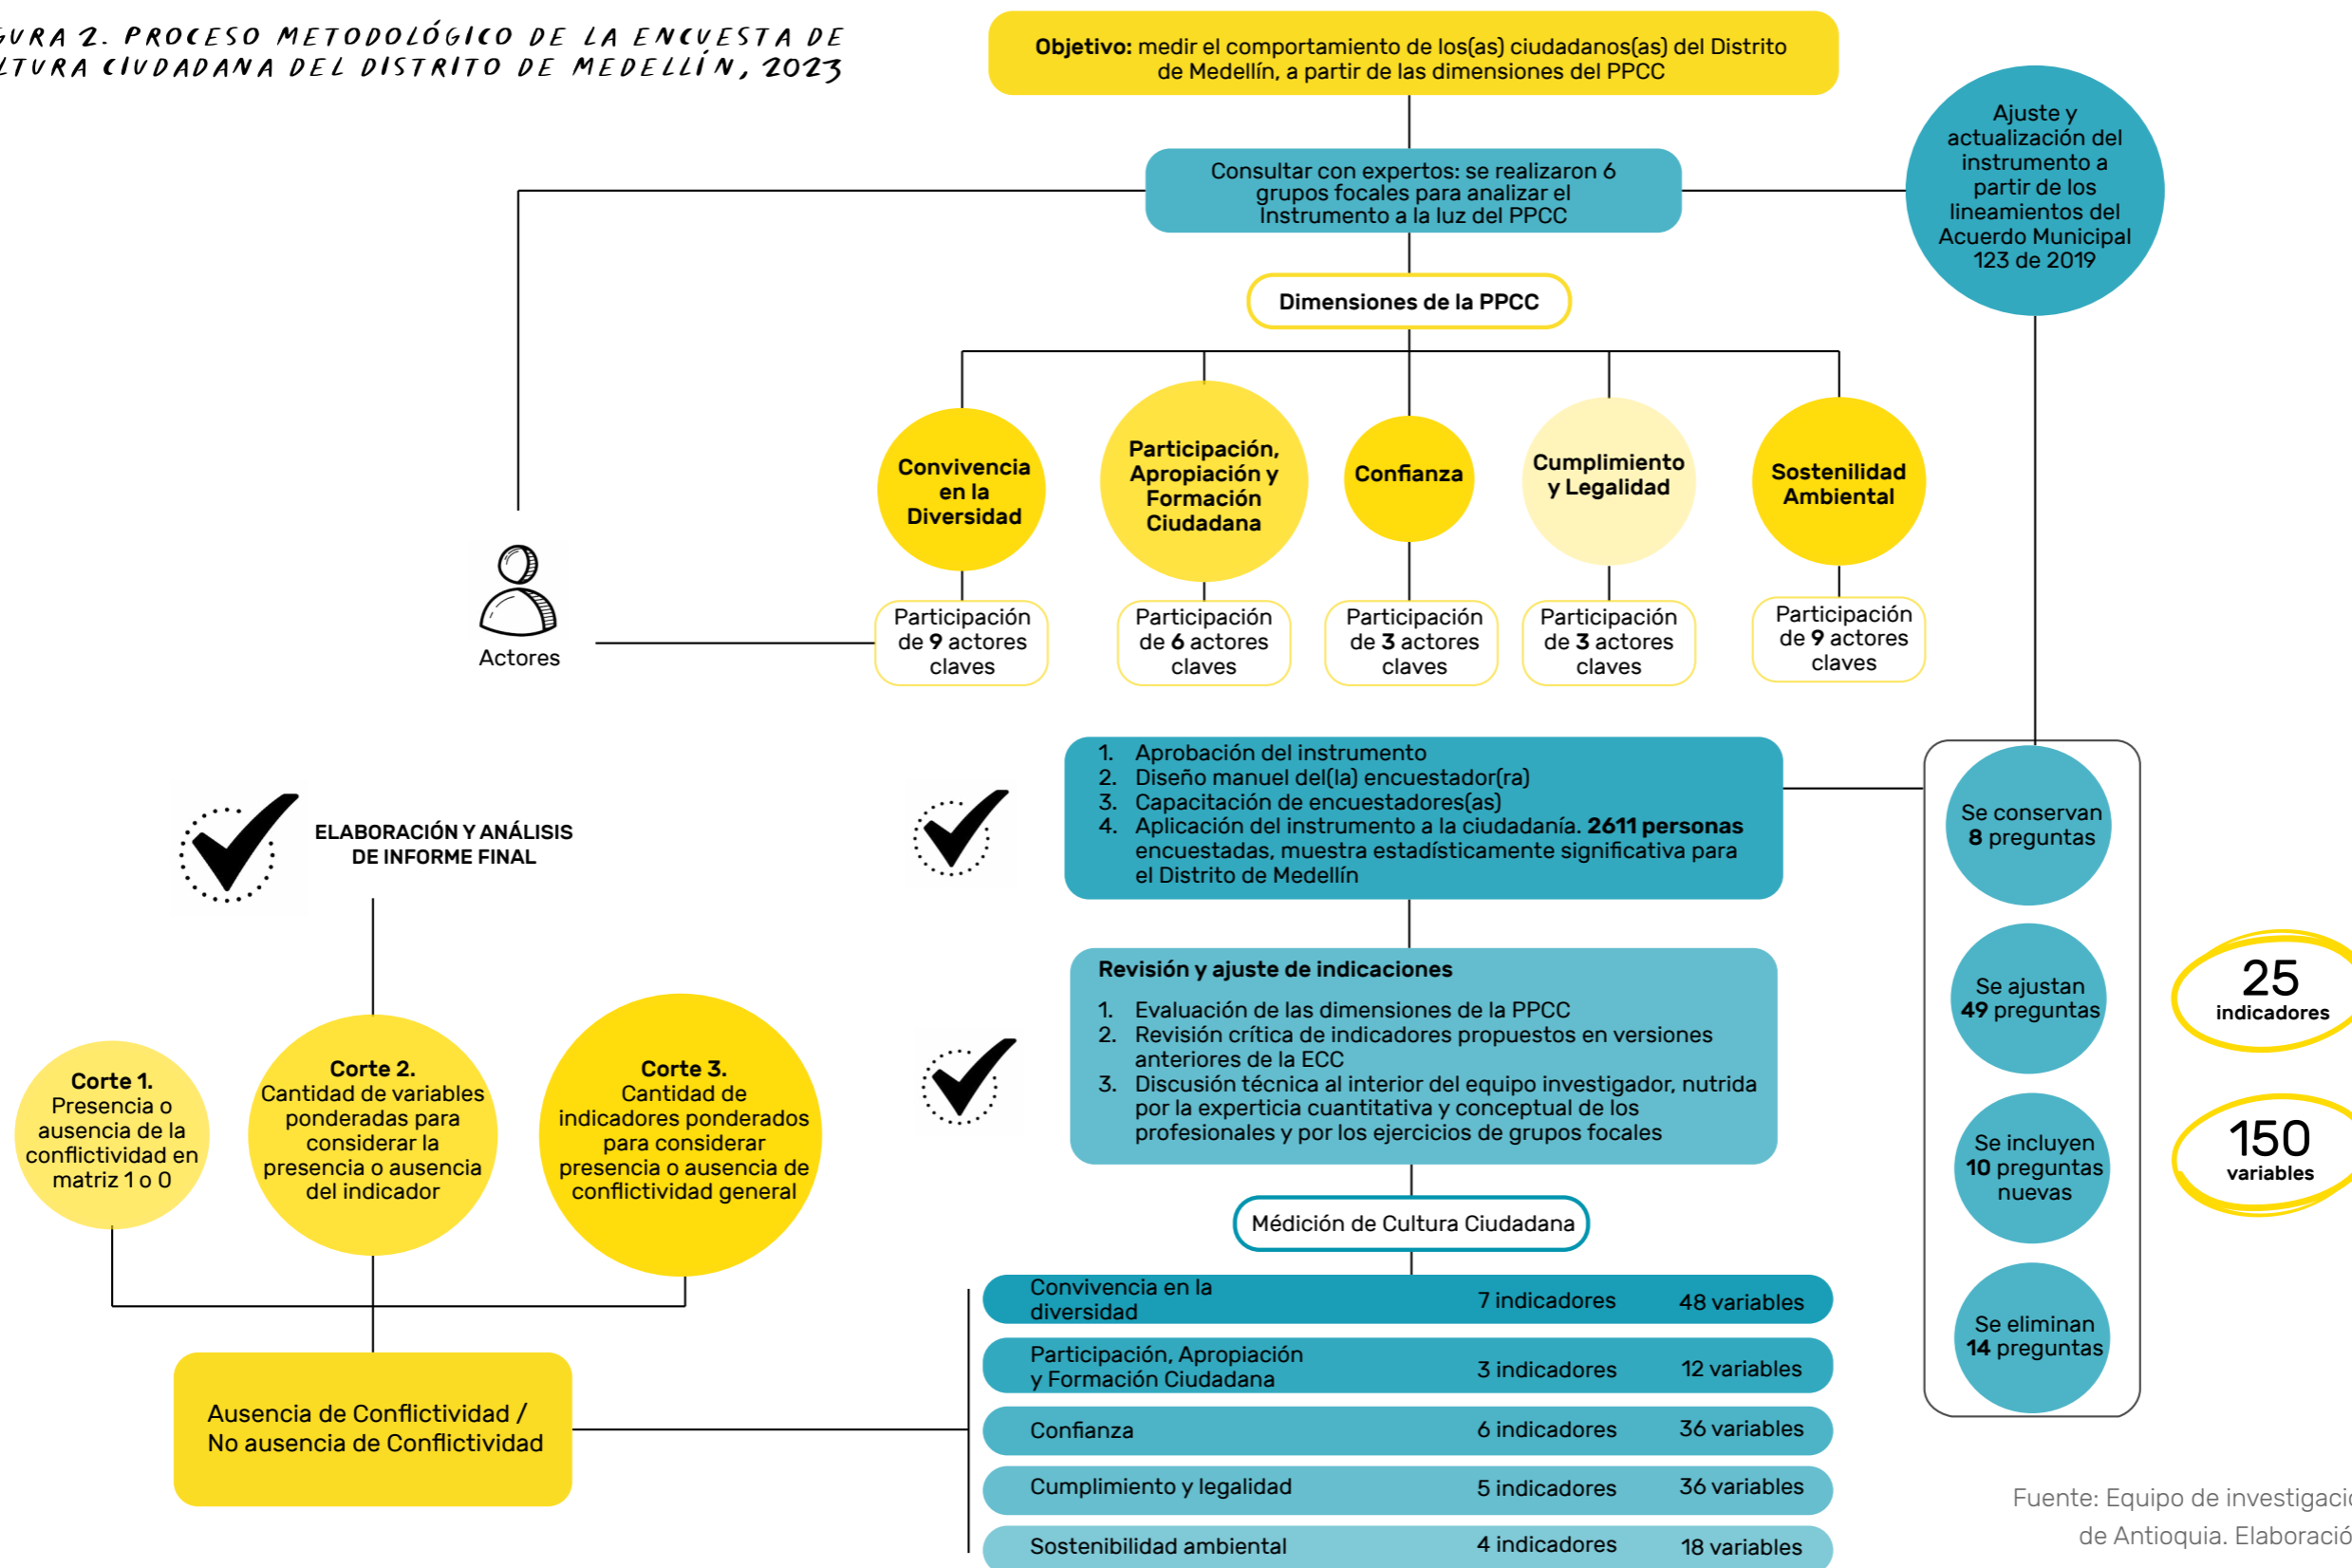 GURA 2. PROCESO METODOLÓGICO DE LA ENCUESTA DE
LTURA CIUDADANA DEL DISTRITO DE MEDELLÍN, 2023
Objetivo: medir el comportamiento de los(as) ciudadanos(as) del Distrito
de Medellín, a partir de las dimensiones del PPCC
Consultar con expertos: se realizaron 6
grupos focales para analizar el
Instrumento a la luz del PPCC
Ajuste y
actualización del
instrumento a
partir de los
lineamientos del
Acuerdo Municipal
123 de 2019
Dimensiones de la PPCC
Convivencia
en la
Diversidad
Participación,
Apropiación y
Formación
Ciudadana
Confianza
Cumplimiento
y Legalidad
Sostenilidad
Ambiental
Actores
Participación
de 9 actores
claves
Participación
de 6 actores
claves
Participación
de 3 actores
claves
Participación
de 3 actores
claves
Participación
de 9 actores
claves
1. Aprobación del instrumento
2. Diseño manuel del(la) encuestador(ra)
3. Capacitación de encuestadores(as)
4. Aplicación del instrumento a la ciudadanía. 2611 personas
encuestadas, muestra estadísticamente significativa para
el Distrito de Medellín
Se conservan
8 preguntas
Se ajustan
49 preguntas
Se incluyen
10 preguntas
nuevas
Se eliminan
14 preguntas
25
indicadores
150
variables
Revisión y ajuste de indicaciones
1. Evaluación de las dimensiones de la PPCC
2. Revisión crítica de indicadores propuestos en versiones
anteriores de la ECC
3. Discusión técnica al interior del equipo investigador, nutrida
por la experticia cuantitativa y conceptual de los
profesionales y por los ejercicios de grupos focales
Médición de Cultura Ciudadana
Convivencia en la
diversidad
7 indicadores
48 variables
Participación, Apropiación
y Formación Ciudadana
3 indicadores
12 variables
Confianza
6 indicadores
36 variables
Cumplimiento y legalidad
5 indicadores
36 variables
Sostenibilidad ambiental
4 indicadores
18 variables
ELABORACIÓN Y ANÁLISIS
DE INFORME FINAL
Corte 1.
Presencia o
ausencia de la
conflictividad en
matriz 1 o 0
Corte 2.
Cantidad de variables
ponderadas para
considerar la
presencia o ausencia
del indicador
Corte 3.
Cantidad de
indicadores ponderados
para considerar
presencia o ausencia de
conflictividad general
Ausencia de Conflictividad /
No ausencia de Conflictividad
Fuente: Equipo de investigació
de Antioquia. Elaboració